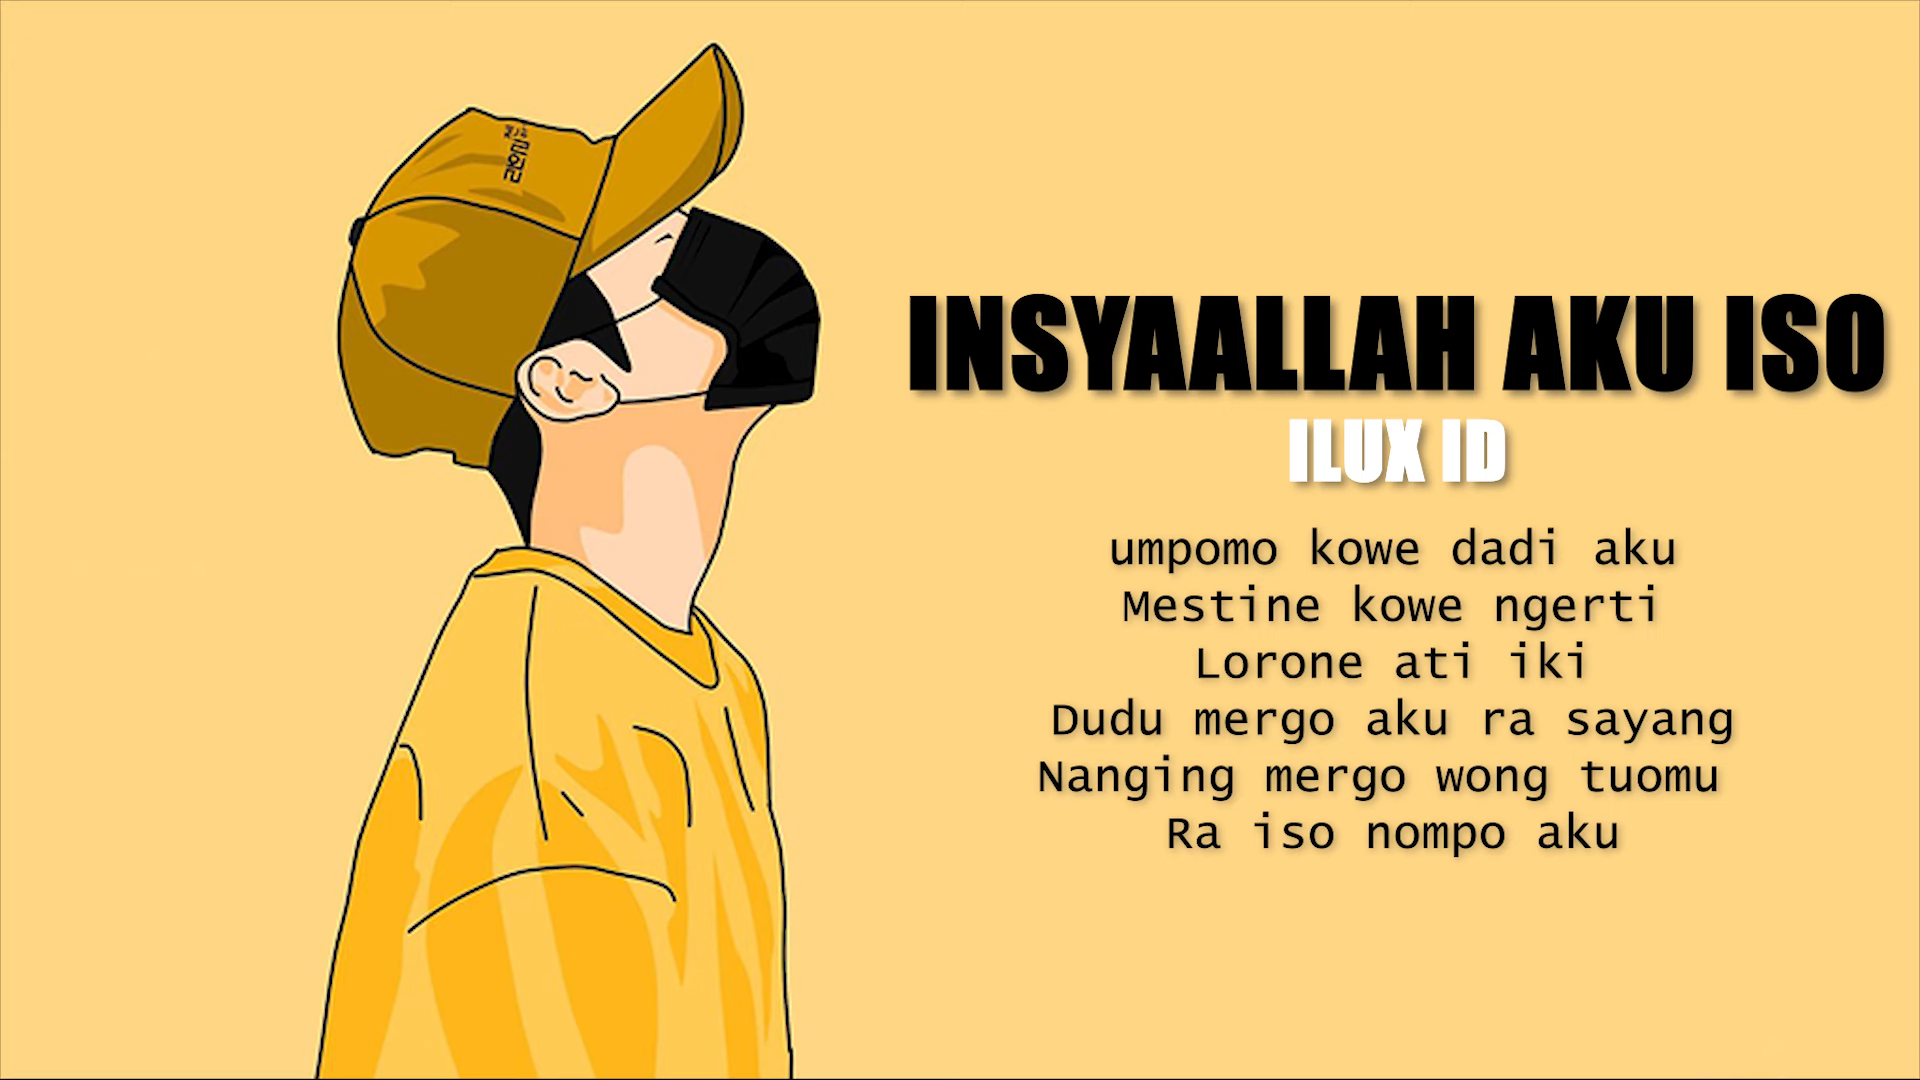 INSYAALLAH AKU ISO
ILUX ID
umpomo kowe dadi aku
Mestine kowe ngerti
Lorone ati iki
Dudu mergo aku ra sayang
Nanging mergo wong tuomu
Ra iso nompo aku